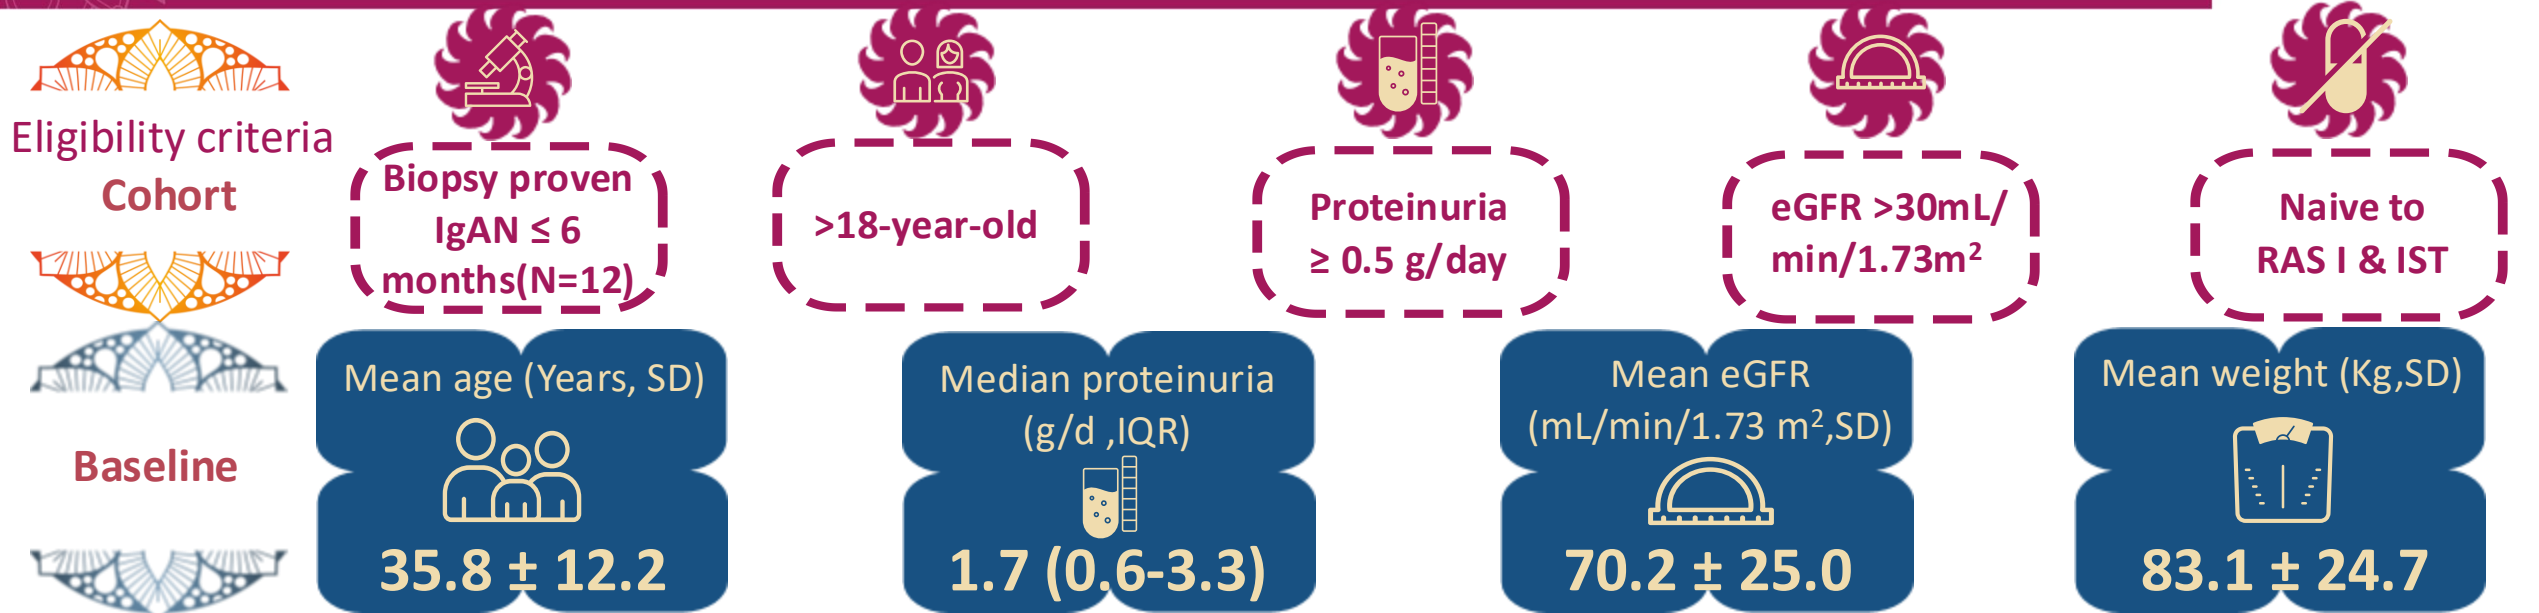 Eligibility criteria
Cohort
Biopsy proven
IgAN ≤ 6
months(N=12)
>18-year-old
Proteinuria
≥ 0.5 g/day
eGFR >30mL/
min/1.73m²
Naive to
RAS I & IST
Baseline
Mean age (Years, SD)
35.8 ± 12.2
Median proteinuria
(g/d ,IQR)
1.7 (0.6-3.3)
Mean eGFR
(mL/min/1.73 m²,SD)
70.2 ± 25.0
Mean weight (Kg,SD)
83.1 ± 24.7